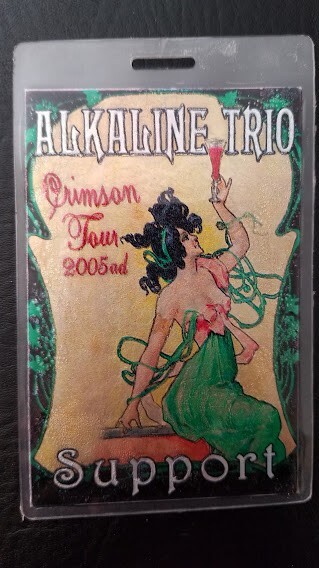 ALKALINE TRIO
Crimson
Tour
2005ad
Support